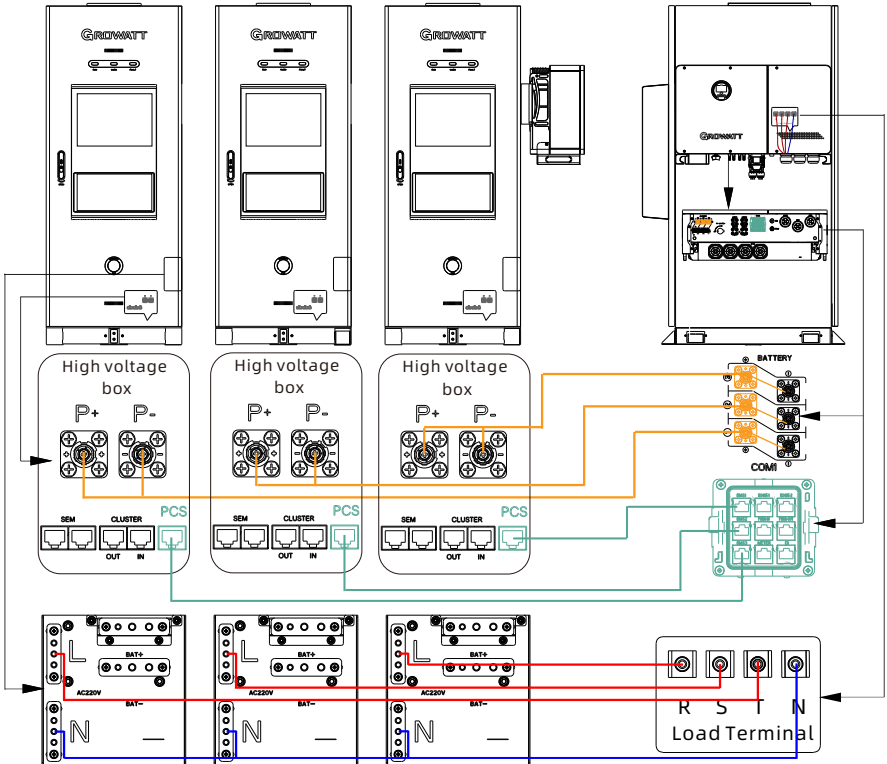 GROWATT
GROWATT
GROWATT
GROWATT
High voltage
box
P+ P-
SEM CLUSTER PCS
OUT IN
High voltage
box
P+ P-
SEM CLUSTER PCS
OUT IN
High voltage
box
P+ P-
SEM CLUSTER PCS
OUT IN
BATTERY
COM1
L BAT+
AC220V
BAT-
N
L BAT+
AC220V
BAT-
N
L BAT+
AC220V
BAT-
N
R S T N
Load Terminal